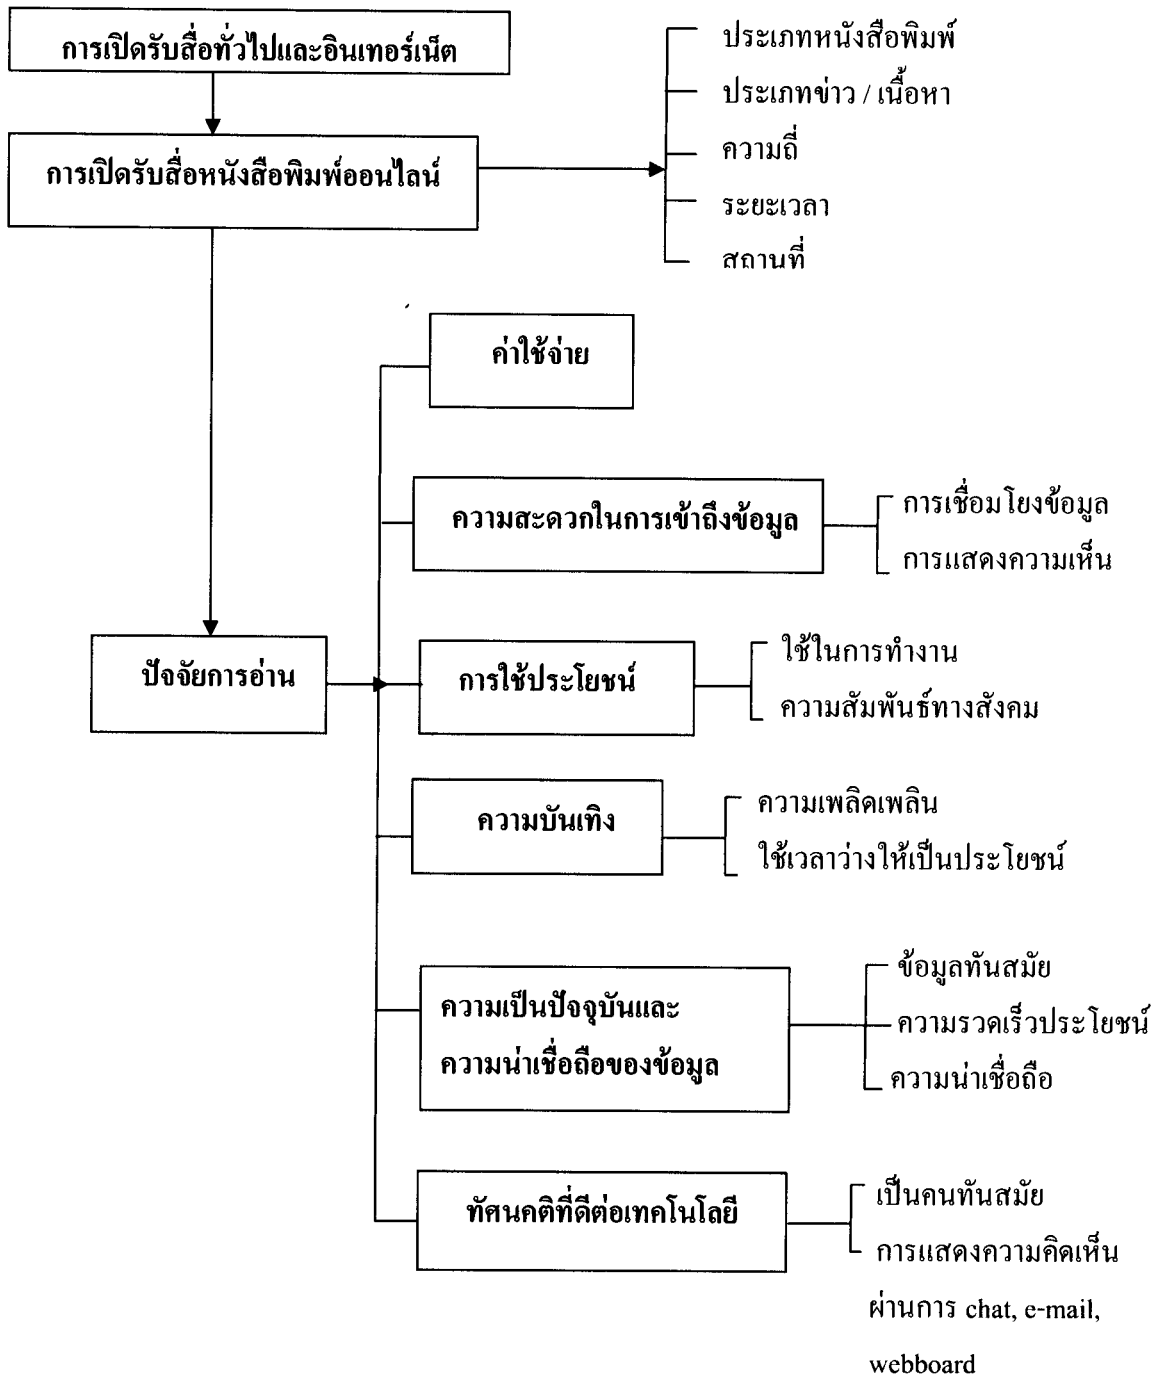 การเปิดรับสื่อทั่วไปและอินเทอร์เน็ต
การเปิดรับสื่อหนังสือพิมพ์ออนไลน์
ประเภทหนังสือพิมพ์
ประเภทข่าว / เนื้อหา
ความถี่
ระยะเวลา
สถานที่
ค่าใช้จ่าย
ความสะดวกในการเข้าถึงข้อมูล
การเชื่อมโยงข้อมูล
การแสดงความเห็น
ปัจจัยการอ่าน
การใช้ประโยชน์
ใช้ในการทำงาน
ความสัมพันธ์ทางสังคม
ความบันเทิง
ความเพลิดเพลิน
ใช้เวลาว่างให้เป็นประโยชน์
ความเป็นปัจจุบันและ
ความน่าเชื่อถือของข้อมูล
ข้อมูลทันสมัย
ความรวดเร็วประโยชน์
ความน่าเชื่อถือ
ทัศนคติที่ดีต่อเทคโนโลยี
เป็นคนทันสมัย
การแสดงความคิดเห็น
ผ่านการ chat, e-mail,
webboard